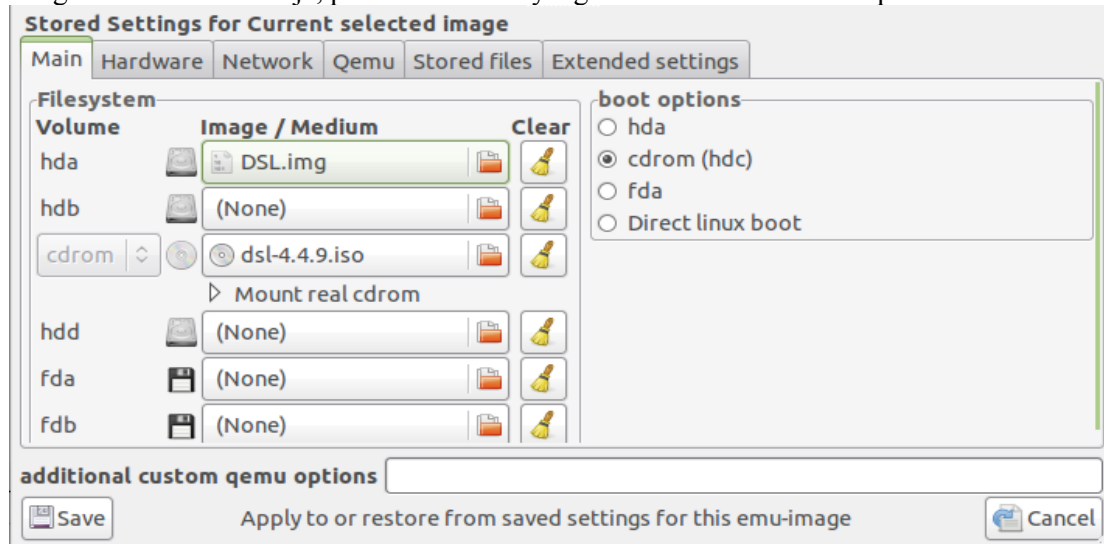 Stored Settings for Current selected image
Main Hardware Network Qemu Stored files Extended settings
Filesystem
Volume Image / Medium Clear
hda DSL.img
hdb (None)
cdrom dsl-4.4.9.iso
Mount real cdrom
hdd (None)
fda (None)
fdb (None)
boot options
hda
cdrom (hdc)
fda
Direct linux boot
additional custom qemu options
Save Apply to or restore from saved settings for this emu-image Cancel